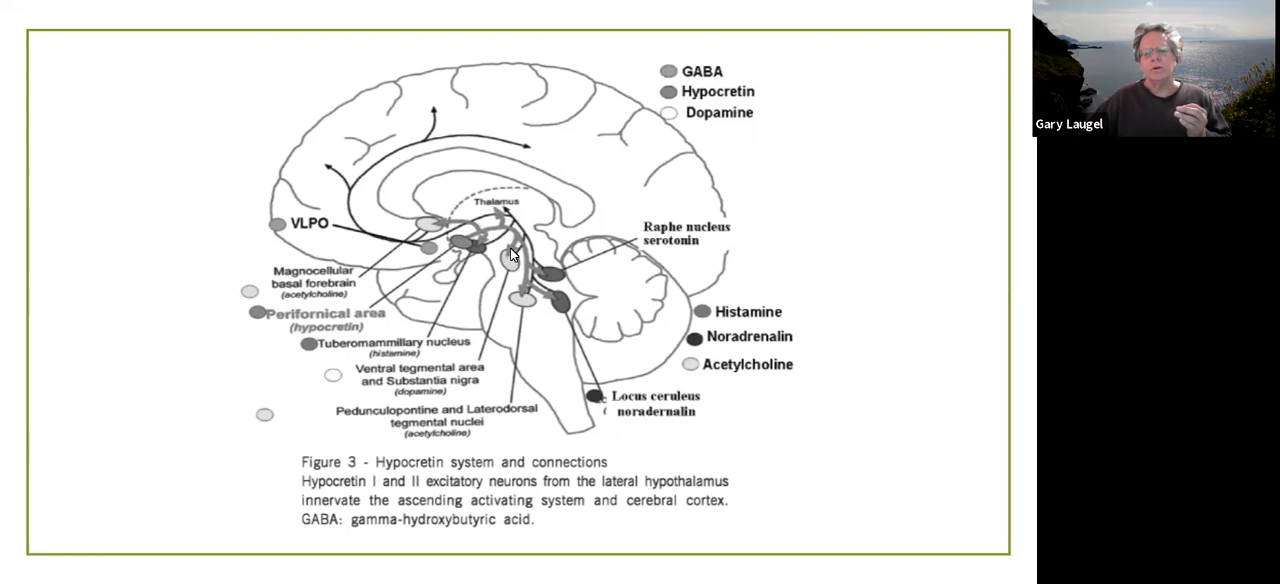 GABA
Hypocretin
Dopamine
Gary Laugel
Thalamus
VLPO
Raphe nucleus
serotonin
Magnocellular
basal forebrain
(acetylcholine)
Perifornical area
(hypocretin)
Tuberomammillary nucleus
(histamine)
Ventral tegmental area
and Substantia nigra
(dopamine)
Pedunculopontine and Laterodorsal
tegmental nuclei
(acetylcholine)
Histamine
Noradrenalin
Acetylcholine
Locus ceruleus
noradernalin
Figure 3 - Hypocretin system and connections
Hypocretin I and II excitatory neurons from the lateral hypothalamus
innervate the ascending activating system and cerebral cortex.
GABA: gamma-hydroxybutyric acid.